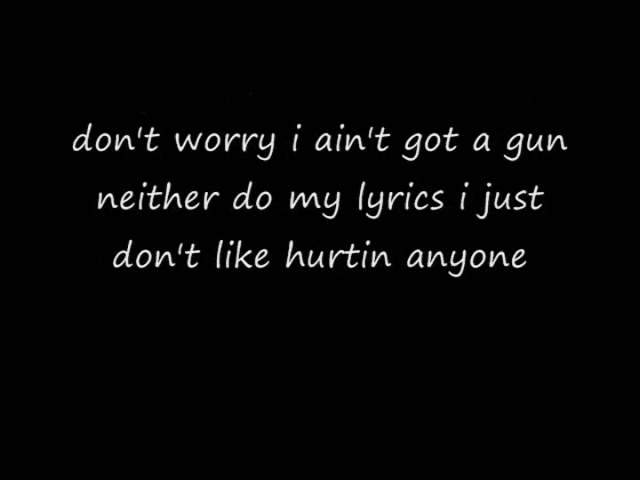 don't worry i ain't got a gun
neither do my lyrics i just
don't like hurtin anyone